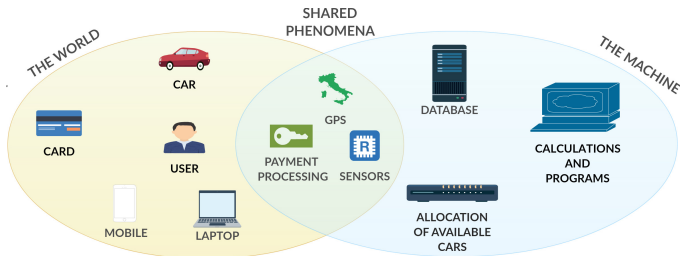 SHARED
PHENOMENA
THE WORLD
THE MACHINE
CAR
GPS
DATABASE
CARD
USER
PAYMENT
PROCESSING
SENSORS
CALCULATIONS
AND
PROGRAMS
MOBILE
LAPTOP
ALLOCATION
OF AVAILABLE
CARS
R